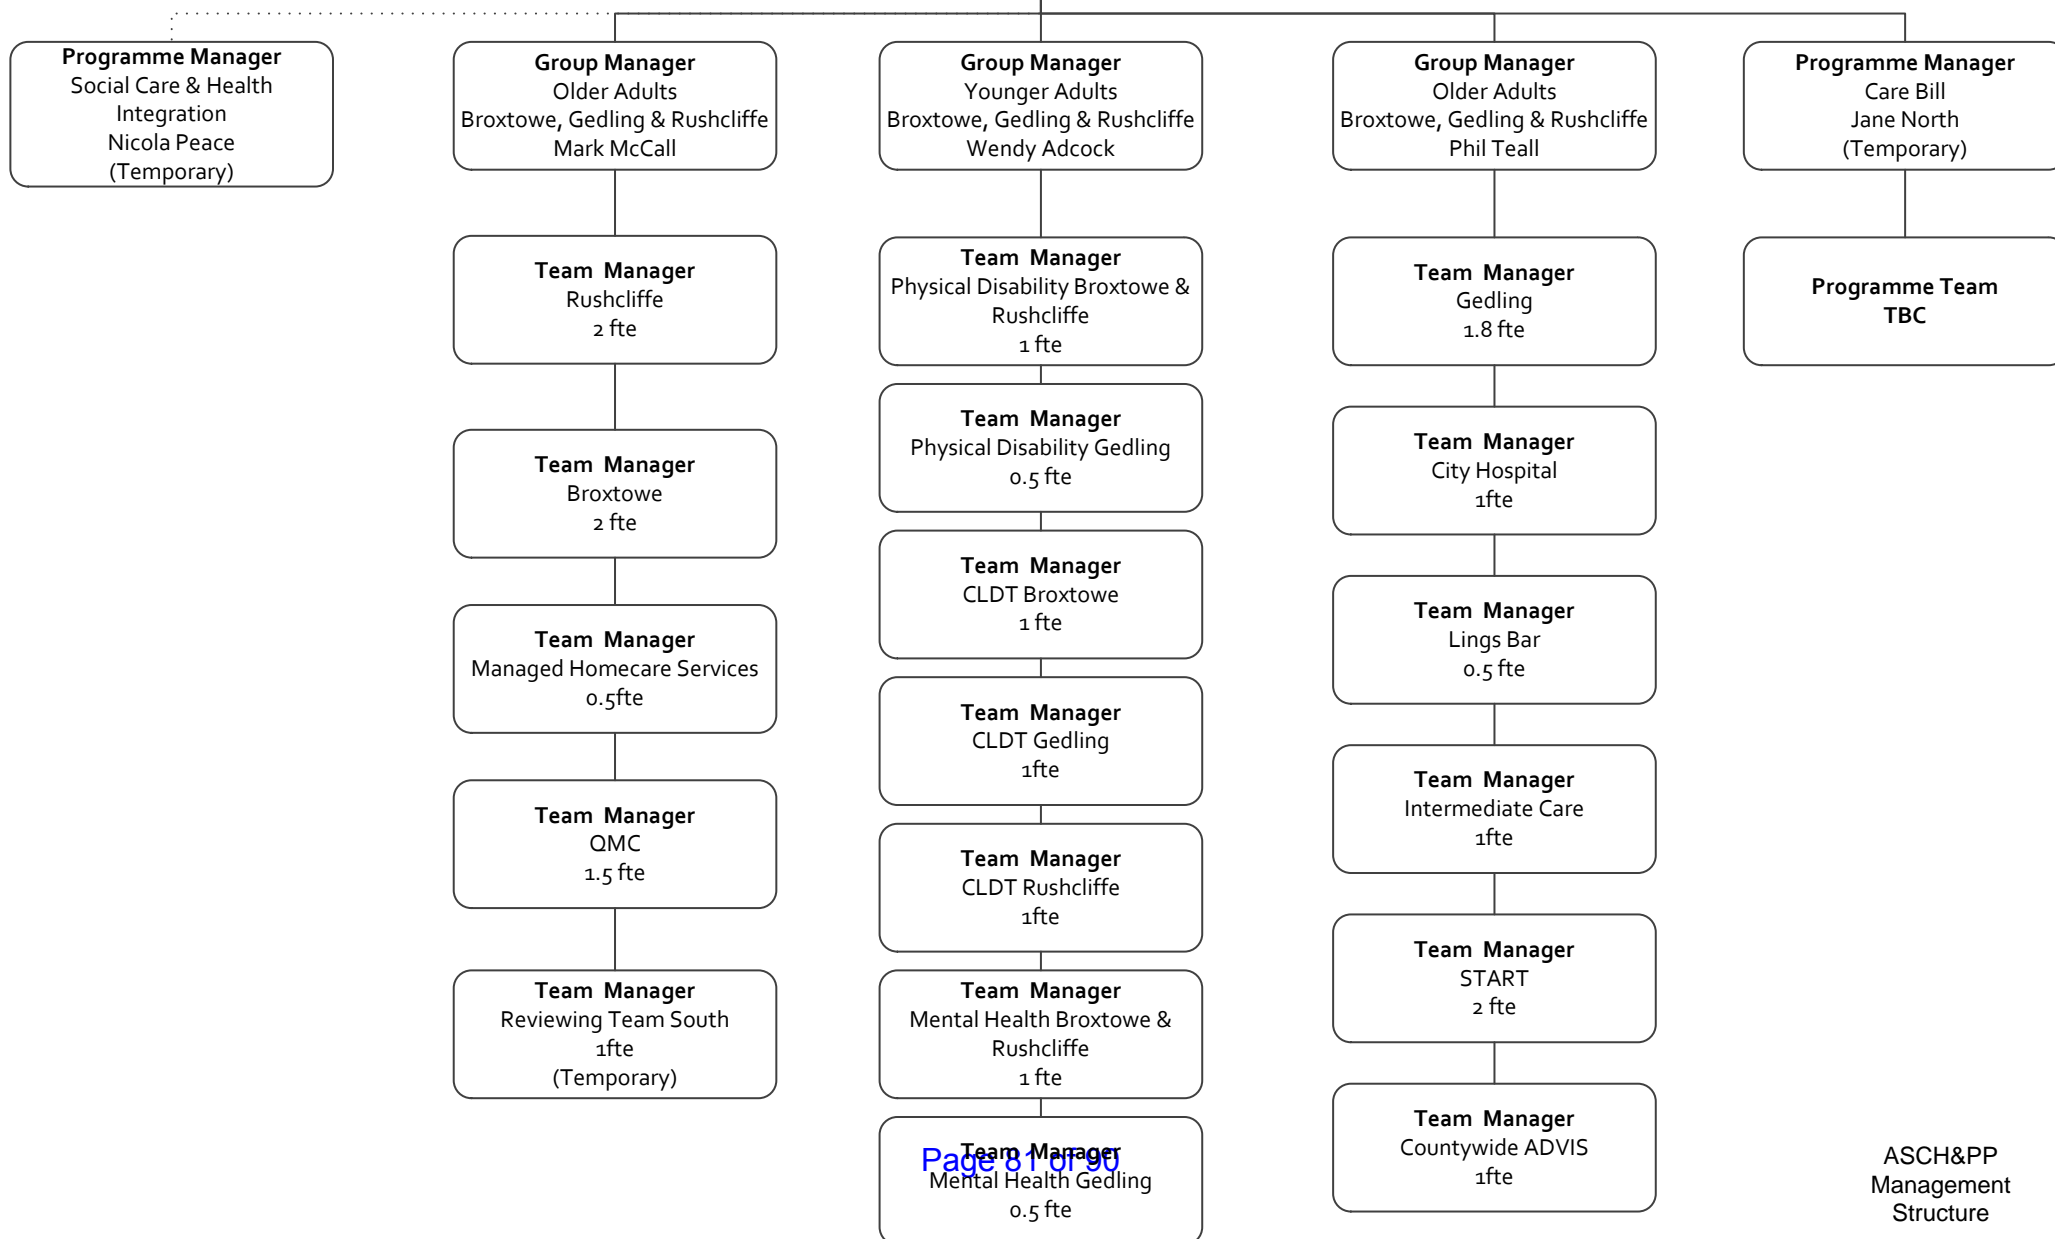 Programme Manager
Social Care & Health
Integration
Nicola Peace
(Temporary)
Group Manager
Older Adults
Broxtowe, Gedling & Rushcliffe
Mark McCall
Group Manager
Younger Adults
Broxtowe, Gedling & Rushcliffe
Wendy Adcock
Group Manager
Older Adults
Broxtowe, Gedling & Rushcliffe
Phil Teall
Programme Manager
Care Bill
Jane North
(Temporary)
Team Manager
Rushcliffe
2 fte
Team Manager
Broxtowe
2 fte
Team Manager
Managed Homecare Services
0.5fte
Team Manager
QMC
1.5 fte
Team Manager
Reviewing Team South
1fte
(Temporary)
Team Manager
Physical Disability Broxtowe &
Rushcliffe
1 fte
Team Manager
Physical Disability Gedling
0.5 fte
Team Manager
CLDT Broxtowe
1 fte
Team Manager
CLDT Gedling
1fte
Team Manager
CLDT Rushcliffe
1fte
Team Manager
Mental Health Broxtowe &
Rushcliffe
1 fte
Team Manager
Mental Health Gedling
0.5 fte
Team Manager
Gedling
1.8 fte
Team Manager
City Hospital
1fte
Team Manager
Lings Bar
0.5 fte
Team Manager
Intermediate Care
1fte
Team Manager
START
2 fte
Team Manager
Countywide ADVIS
1fte
Programme Team
TBC
Page 81 of 90
ASCH&PP
Management
Structure